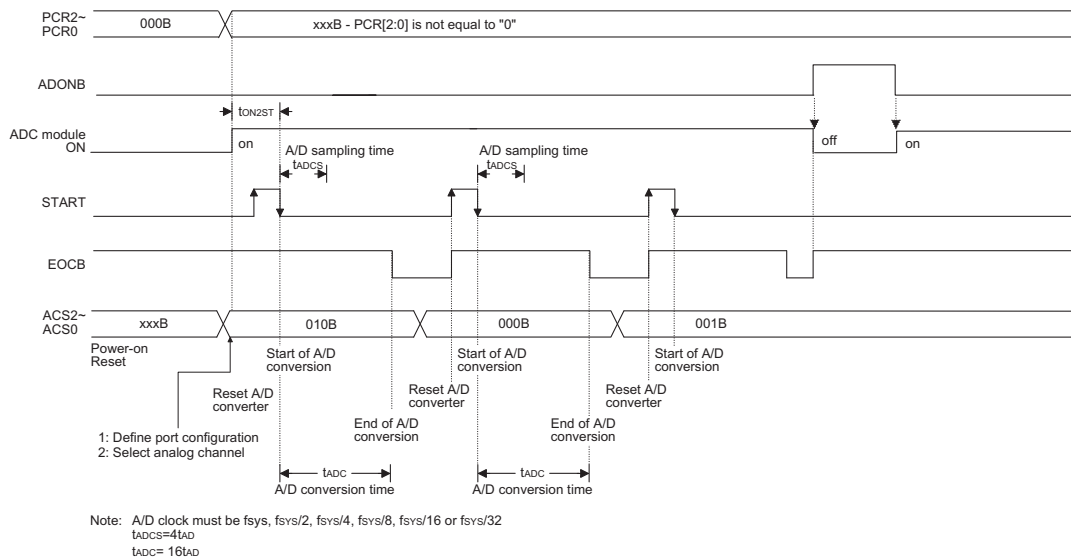 PCR2~
PCR0
000B
xxxB - PCR[2:0] is not equal to "0"
ADONB
tON2ST
ADC module
ON
on
off
on
A/D sampling time
tADCS
A/D sampling time
tADCS
START
EOCB
ACS2~
ACS0
xxxB
010B
000B
001B
Power-on
Reset
Start of A/D
conversion
Start of A/D
conversion
Start of A/D
conversion
Reset A/D
converter
Reset A/D
converter
Reset A/D
converter
End of A/D
conversion
End of A/D
conversion
1: Define port configuration
2: Select analog channel
tADC
A/D conversion time
tADC
A/D conversion time
Note: A/D clock must be fsys, fSYS/2, fSYS/4, fSYS/8, fSYS/16 or fSYS/32
tADCS=4tAD
tADC= 16tAD